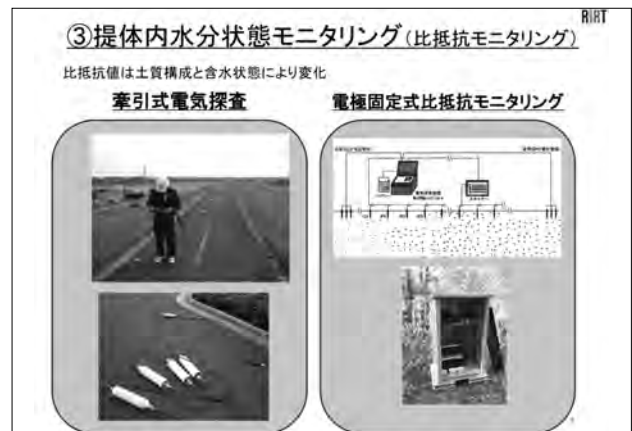 RIIRT
③提体内水分状態モニタリング(比抵抗モニタリング)
比抵抗値は土質構成と含水状態により変化
牽引式電気探査
電極固定式比抵抗モニタリング